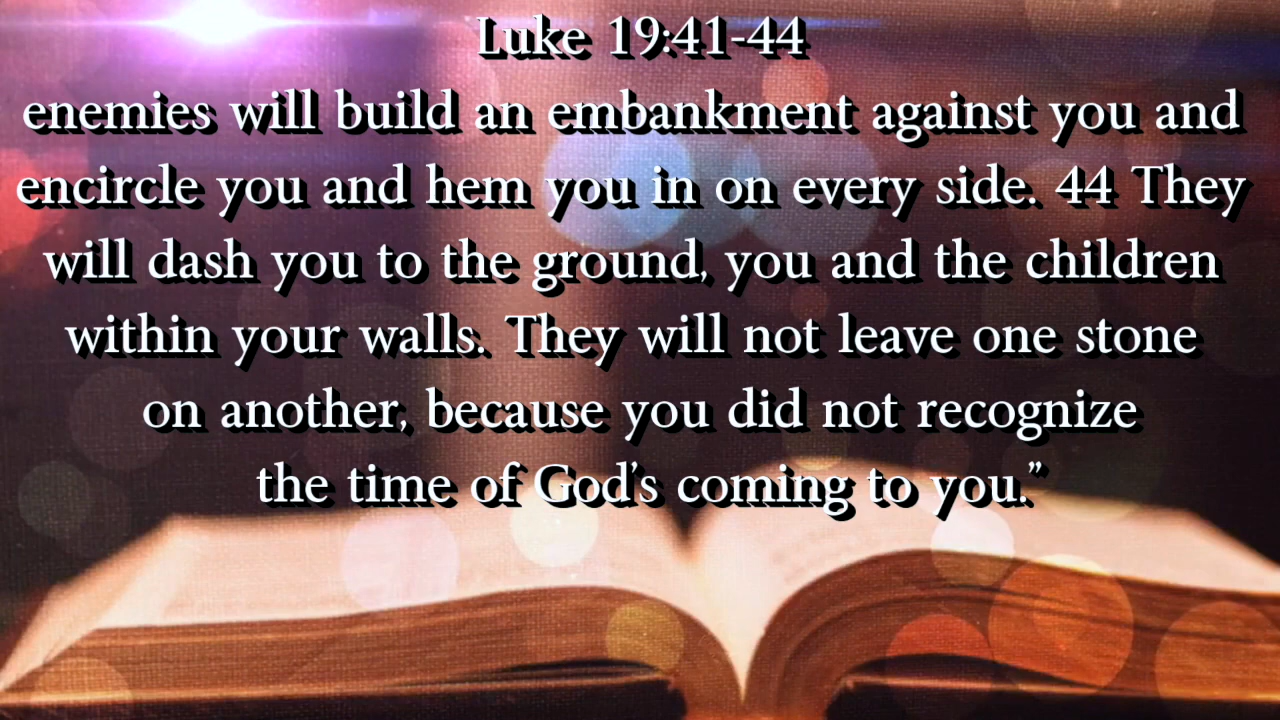 Luke 19:41-44
enemies will build an embankment against you and
encircle you and hem you in on every side. 44 They
will dash you to the ground, you and the children
within your walls. They will not leave one stone
on another, because you did not recognize
the time of God's coming to you.”